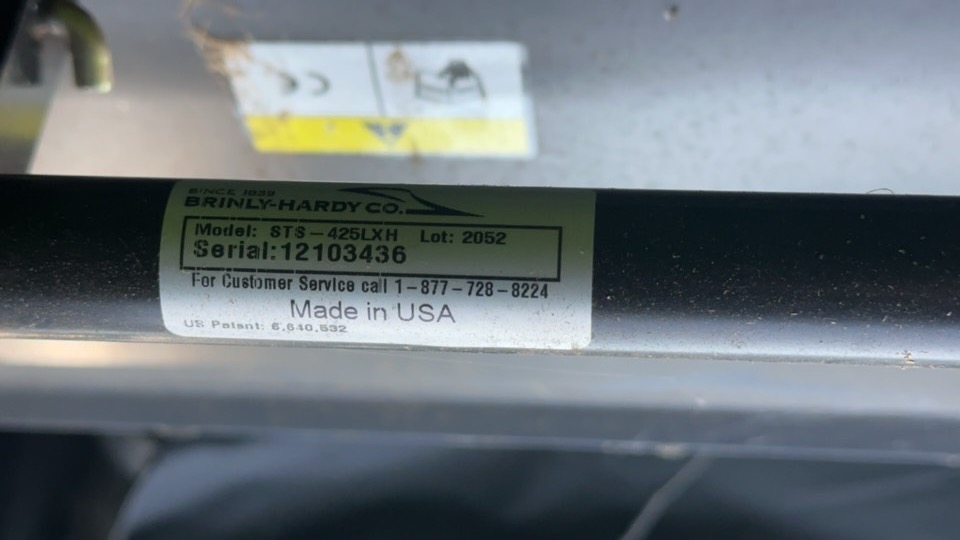 CE
SINCE 1839
BRINLY-HARDY CO.
Model: STS-425LXH Lot: 2052
Serial:12103436
For Customer Service call 1-877-728-8224
Made in USA
US Patent: 6,640,532